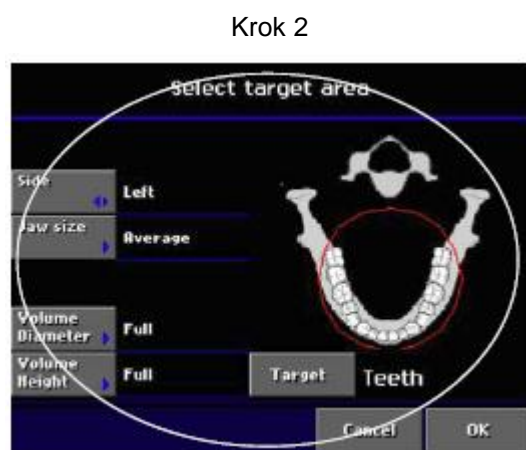 Krok 2
Select target area
Side
Left
Jaw size
Average
Volume
Diameter
Full
Volume
Height
Full
Target
Teeth
Cancel
OK